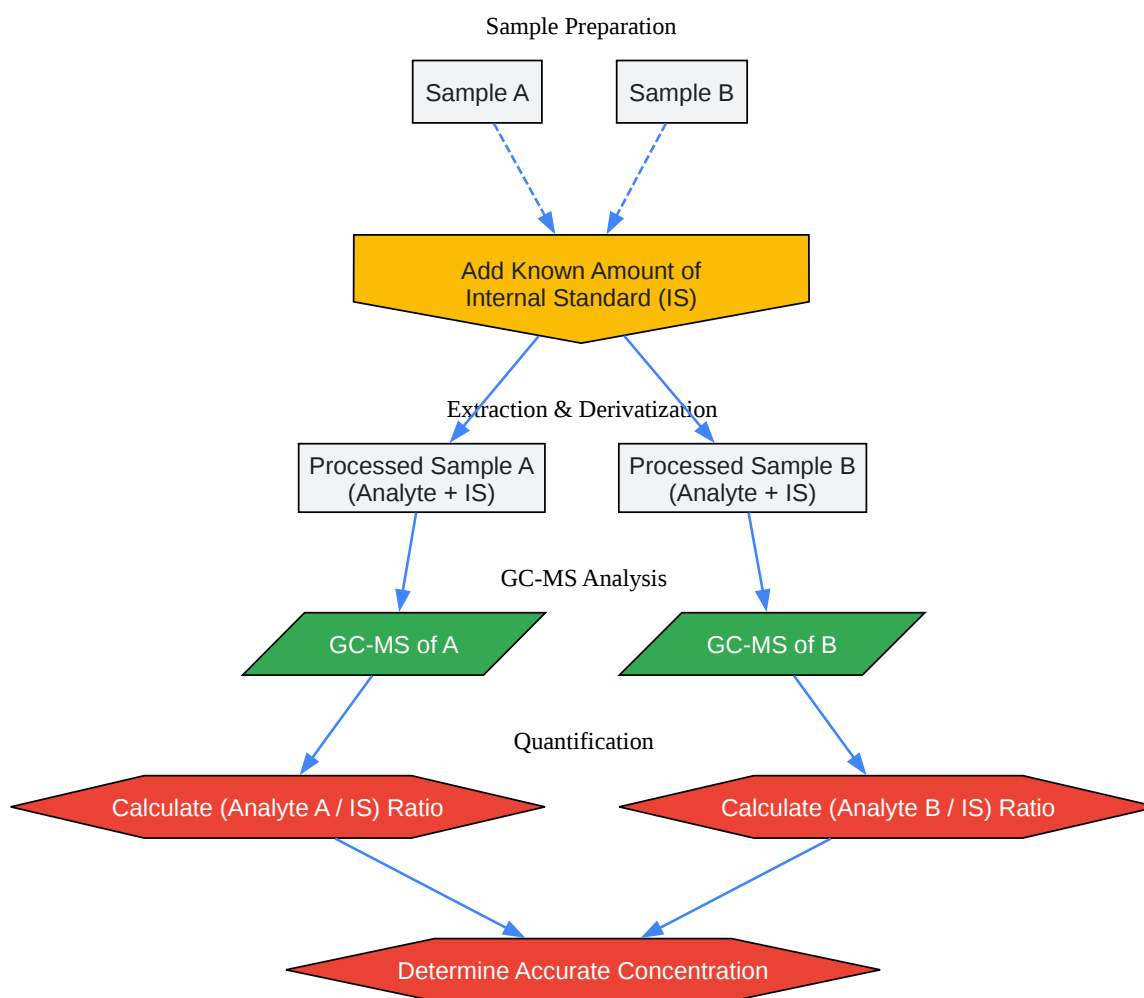 Sample Preparation
Sample A
Sample B
Add Known Amount of
Internal Standard (IS)
Extraction & Derivatization
Processed Sample A
(Analyte + IS)
Processed Sample B
(Analyte + IS)
GC-MS Analysis
GC-MS of A
GC-MS of B
Quantification
Calculate (Analyte A / IS) Ratio
Calculate (Analyte B / IS) Ratio
Determine Accurate Concentration